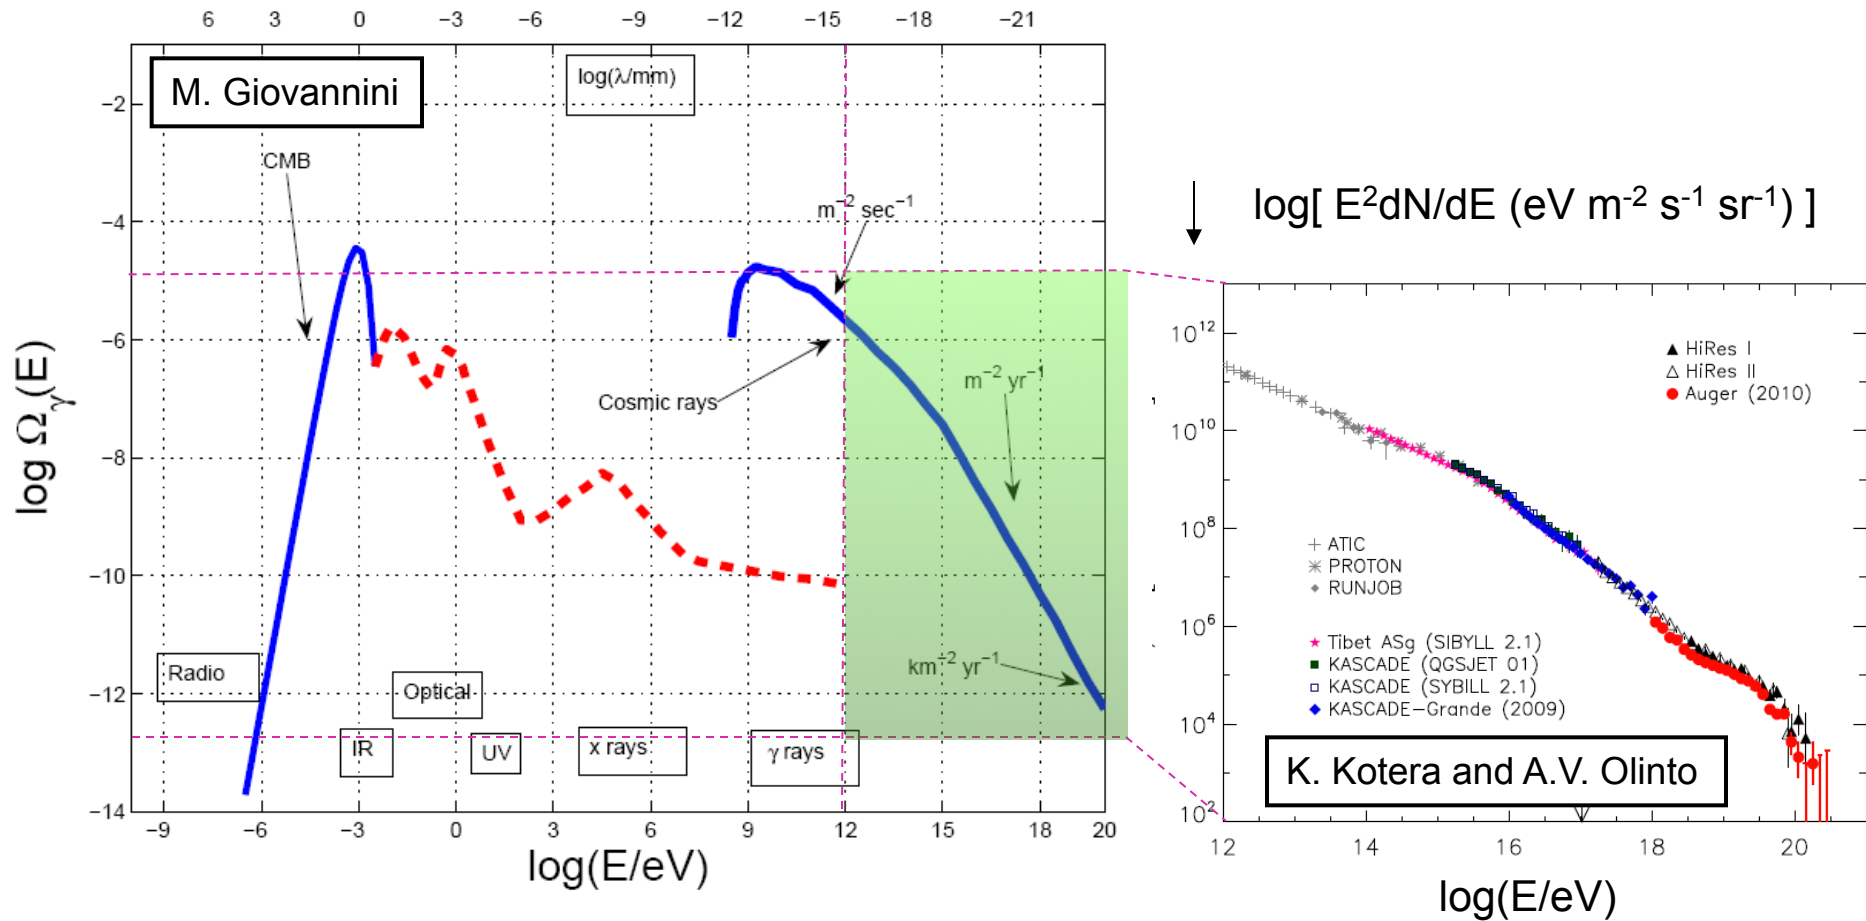 6 3 0 −3 −6 −9 −12 −15 −18 −21
M. Giovannini
log(λ/mm)
−2
CMB
m⁻² sec⁻¹
−4
−6
m⁻² yr⁻¹
Cosmic rays
−8
−10
km⁻² yr⁻¹
Radio
−12
Optical
IR
UV
x rays
γ rays
−14
log Ω_γ(E)
−9 −6 −3 0 3 6 9 12 15 18 20
log(E/eV)
log[ E²dN/dE (eV m⁻² s⁻¹ sr⁻¹) ]
10¹²
HiRes I
HiRes II
Auger (2010)
10¹⁰
10⁸
ATIC
PROTON
RUNJOB
10⁶
Tibet ASg (SIBYLL 2.1)
KASCADE (QGSJET 01)
KASCADE (SYBILL 2.1)
KASCADE−Grande (2009)
10⁴
K. Kotera and A.V. Olinto
10²
12 14 16 18 20
log(E/eV)